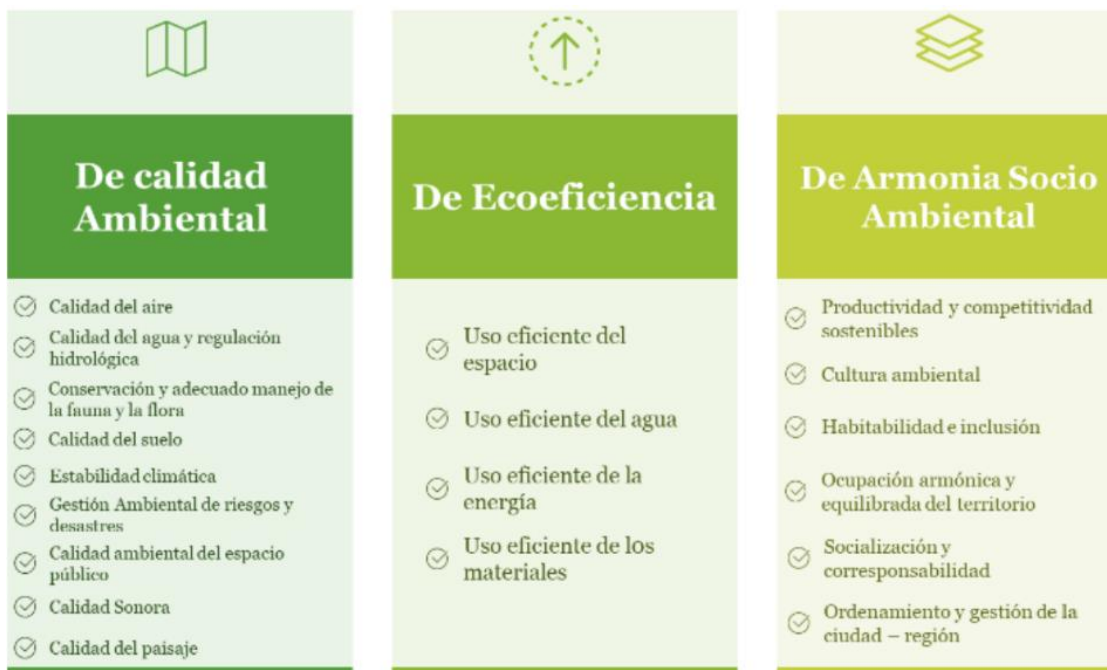 De calidad
Ambiental
Calidad del aire
Calidad del agua y regulación
hidrológica
Conservación y adecuado manejo de
la fauna y la flora
Calidad del suelo
Estabilidad climática
Gestión Ambiental de riesgos y
desastres
Calidad ambiental del espacio
público
Calidad Sonora
Calidad del paisaje
De Ecoeficiencia
Uso eficiente del
espacio
Uso eficiente del agua
Uso eficiente de la
energía
Uso eficiente de los
materiales
De Armonia Socio
Ambiental
Productividad y competitividad
sostenibles
Cultura ambiental
Habitabilidad e inclusión
Ocupación armónica y
equilibrada del territorio
Socialización y
corresponsabilidad
Ordenamiento y gestión de la
ciudad – región